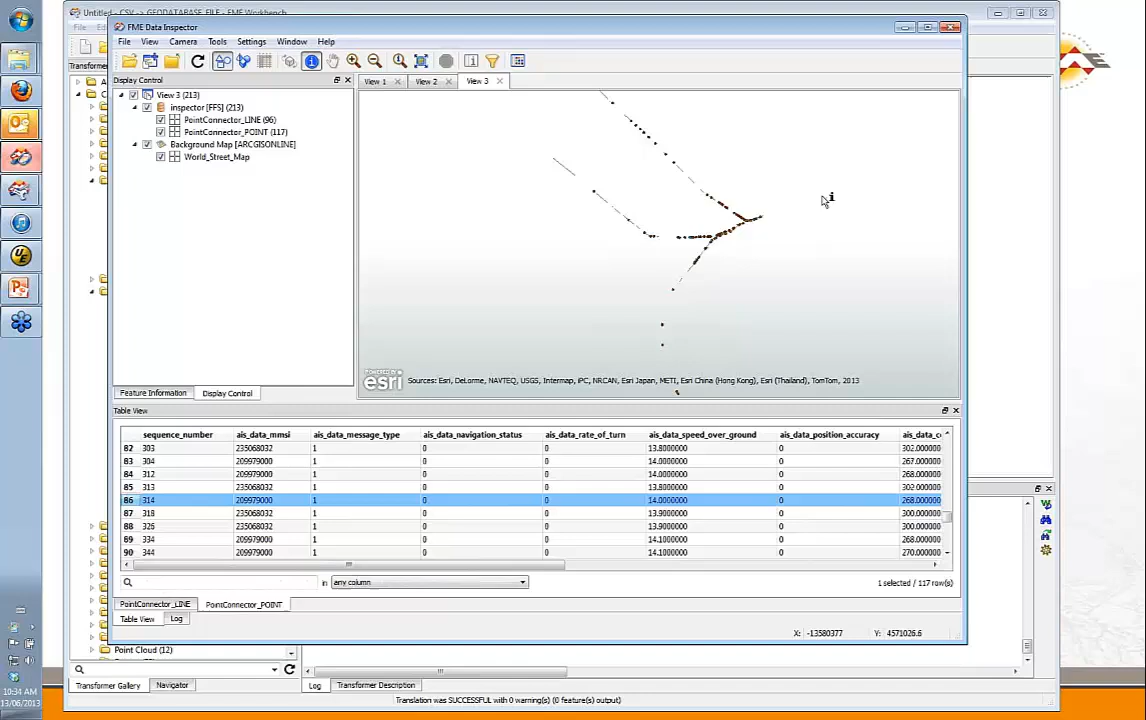 Untitled - CSV -> GEODATABASE_FILE - FME Workbench
FME Data Inspector
File View Camera Tools Settings Window Help
Display Control
View 1 View 2 View 3
View 3 (213)
inspector [FFS] (213)
PointConnector_LINE (96)
PointConnector_POINT (117)
Background Map [ARCGISONLINE]
World_Street_Map
esri Sources: Esri, DeLorme, NAVTEQ, USGS, Intermap, iPC, NRCAN, Esri Japan, METI, Esri China (Hong Kong), Esri (Thailand), TomTom, 2013
Feature Information Display Control
Table View
sequence_number ais_data_mmsi ais_data_message_type ais_data_navigation_status ais_data_rate_of_turn ais_data_speed_over_ground ais_data_position_accuracy ais_data_c
82 303 235068032 1 0 0 13.8000000 0 302.000000
83 304 209979000 1 0 0 14.0000000 0 267.000000
84 312 209979000 1 0 0 14.0000000 0 268.000000
85 313 235068032 1 0 0 13.8000000 0 302.000000
86 314 209979000 1 0 0 14.0000000 0 268.000000
87 318 235068032 1 0 0 13.9000000 0 300.000000
88 326 235068032 1 0 0 13.9000000 0 300.000000
89 334 209979000 1 0 0 14.1000000 0 268.000000
90 344 209979000 1 0 0 14.1000000 0 270.000000
in any column 1 selected / 117 row(s)
PointConnector_LINE PointConnector_POINT
Table View Log
X: -13580377 Y: 4571026.6
Point Cloud (12)
Transformer Gallery Navigator Log Transformer Description
Translation was SUCCESSFUL with 0 warning(s) (0 feature(s) output)
10:34 AM
13/06/2013